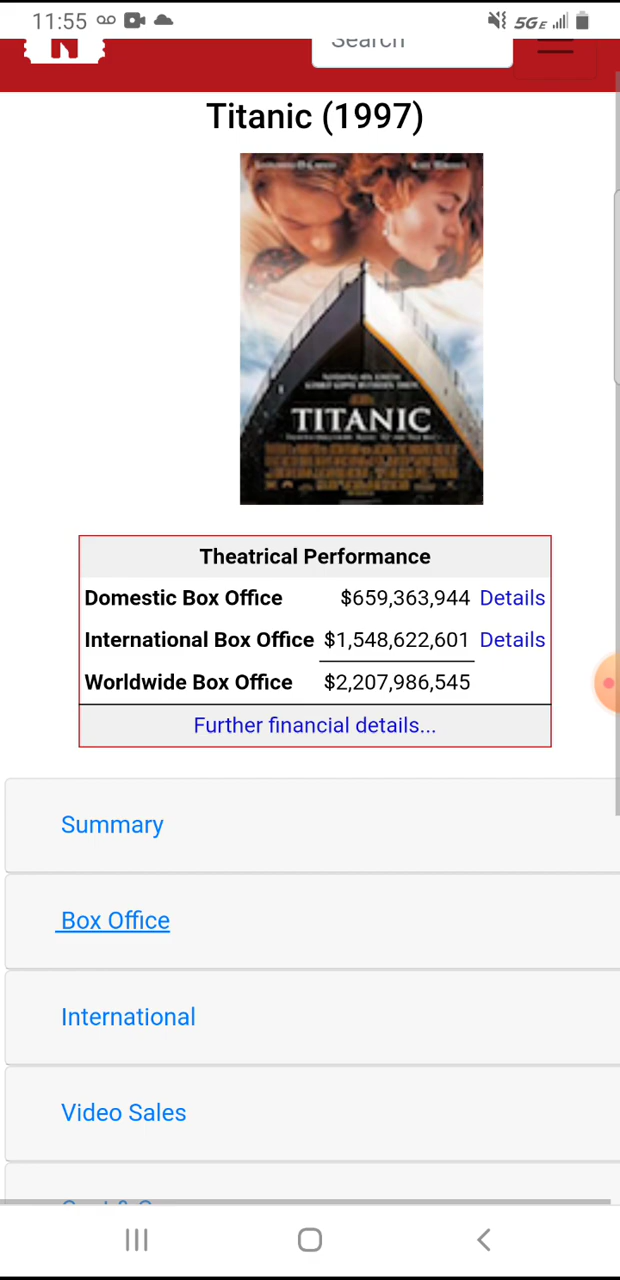 11:55
5GE
Search
Titanic (1997)
TITANIC
Theatrical Performance
Domestic Box Office $659,363,944 Details
International Box Office $1,548,622,601 Details
Worldwide Box Office $2,207,986,545
Further financial details...
Summary
Box Office
International
Video Sales